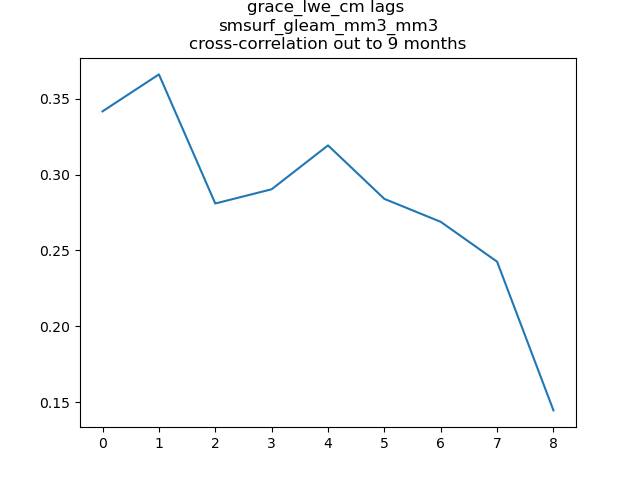 grace_lwe_cm lags
smsurf_gleam_mm3_mm3
cross-correlation out to 9 months
0.35
0.30
0.25
0.20
0.15
0 1 2 3 4 5 6 7 8